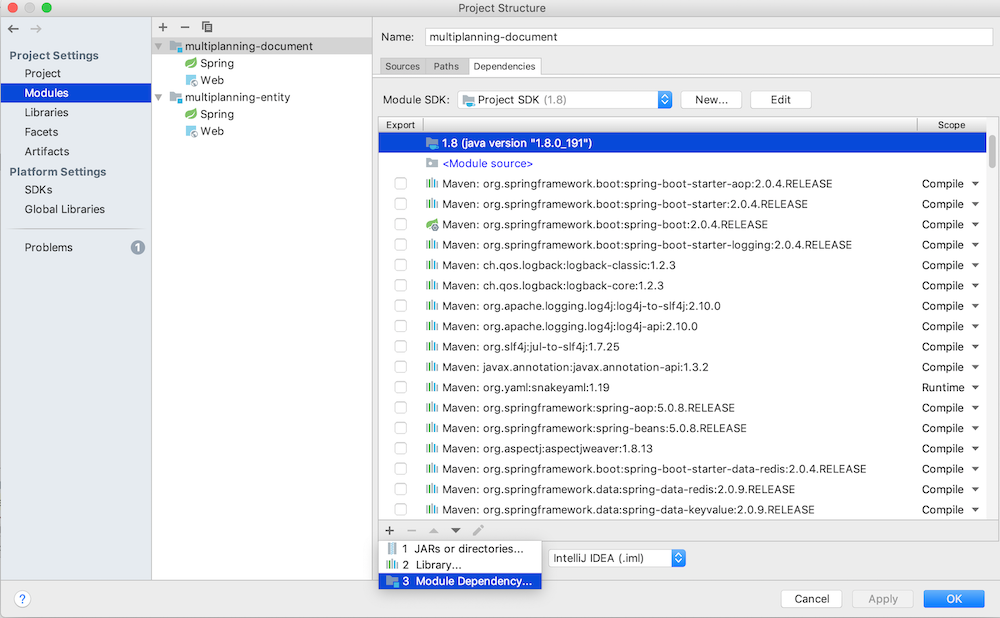 Project Structure
Project Settings
Project
Modules
Libraries
Facets
Artifacts
Platform Settings
SDKs
Global Libraries
Problems 1
multiplanning-document
Spring
Web
multiplanning-entity
Spring
Web
Name: multiplanning-document
Sources Paths Dependencies
Module SDK: Project SDK (1.8) New... Edit
Export Scope
1.8 (java version "1.8.0_191")
<Module source>
Maven: org.springframework.boot:spring-boot-starter-aop:2.0.4.RELEASE Compile
Maven: org.springframework.boot:spring-boot-starter:2.0.4.RELEASE Compile
Maven: org.springframework.boot:spring-boot:2.0.4.RELEASE Compile
Maven: org.springframework.boot:spring-boot-starter-logging:2.0.4.RELEASE Compile
Maven: ch.qos.logback:logback-classic:1.2.3 Compile
Maven: ch.qos.logback:logback-core:1.2.3 Compile
Maven: org.apache.logging.log4j:log4j-to-slf4j:2.10.0 Compile
Maven: org.apache.logging.log4j:log4j-api:2.10.0 Compile
Maven: org.slf4j:jul-to-slf4j:1.7.25 Compile
Maven: javax.annotation:javax.annotation-api:1.3.2 Compile
Maven: org.yaml:snakeyaml:1.19 Runtime
Maven: org.springframework:spring-aop:5.0.8.RELEASE Compile
Maven: org.springframework:spring-beans:5.0.8.RELEASE Compile
Maven: org.aspectj:aspectjweaver:1.8.13 Compile
Maven: org.springframework.boot:spring-boot-starter-data-redis:2.0.4.RELEASE Compile
Maven: org.springframework.data:spring-data-redis:2.0.9.RELEASE Compile
Maven: org.springframework.data:spring-data-keyvalue:2.0.9.RELEASE Compile
1 JARs or directories...
2 Library...
3 Module Dependency...
IntelliJ IDEA (.iml)
? Cancel Apply OK